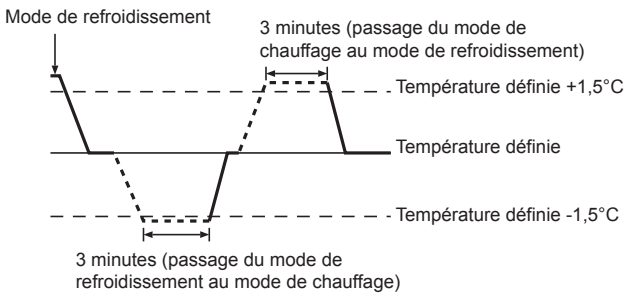 Mode de refroidissement
3 minutes (passage du mode de
chauffage au mode de refroidissement)
Température définie +1,5°C
Température définie
Température définie -1,5°C
3 minutes (passage du mode de
refroidissement au mode de chauffage)